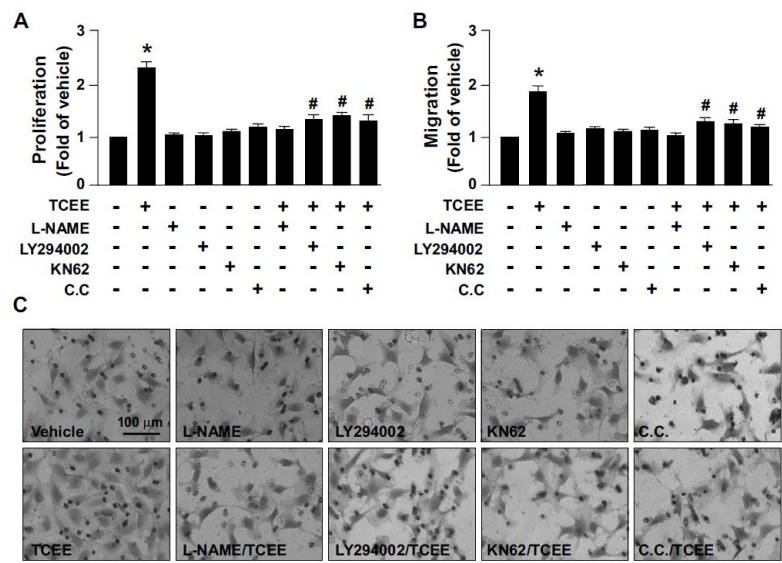 A
Proliferation
(Fold of vehicle)
3
2
1
0
*
# # #
TCEE - + - - - - + + + +
L-NAME - - + - - - + - - -
LY294002 - - - + - - - + - -
KN62 - - - - + - - - + -
C.C - - - - - + - - - +
B
Migration
(Fold of vehicle)
3
2
1
0
*
# # #
TCEE - + - - - - + + + +
L-NAME - - + - - - + - - -
LY294002 - - - + - - - + - -
KN62 - - - - + - - - + -
C.C - - - - - + - - - +
C
100 μm
Vehicle
L-NAME
LY294002
KN62
C.C.
TCEE
L-NAME/TCEE
LY294002/TCEE
KN62/TCEE
C.C./TCEE